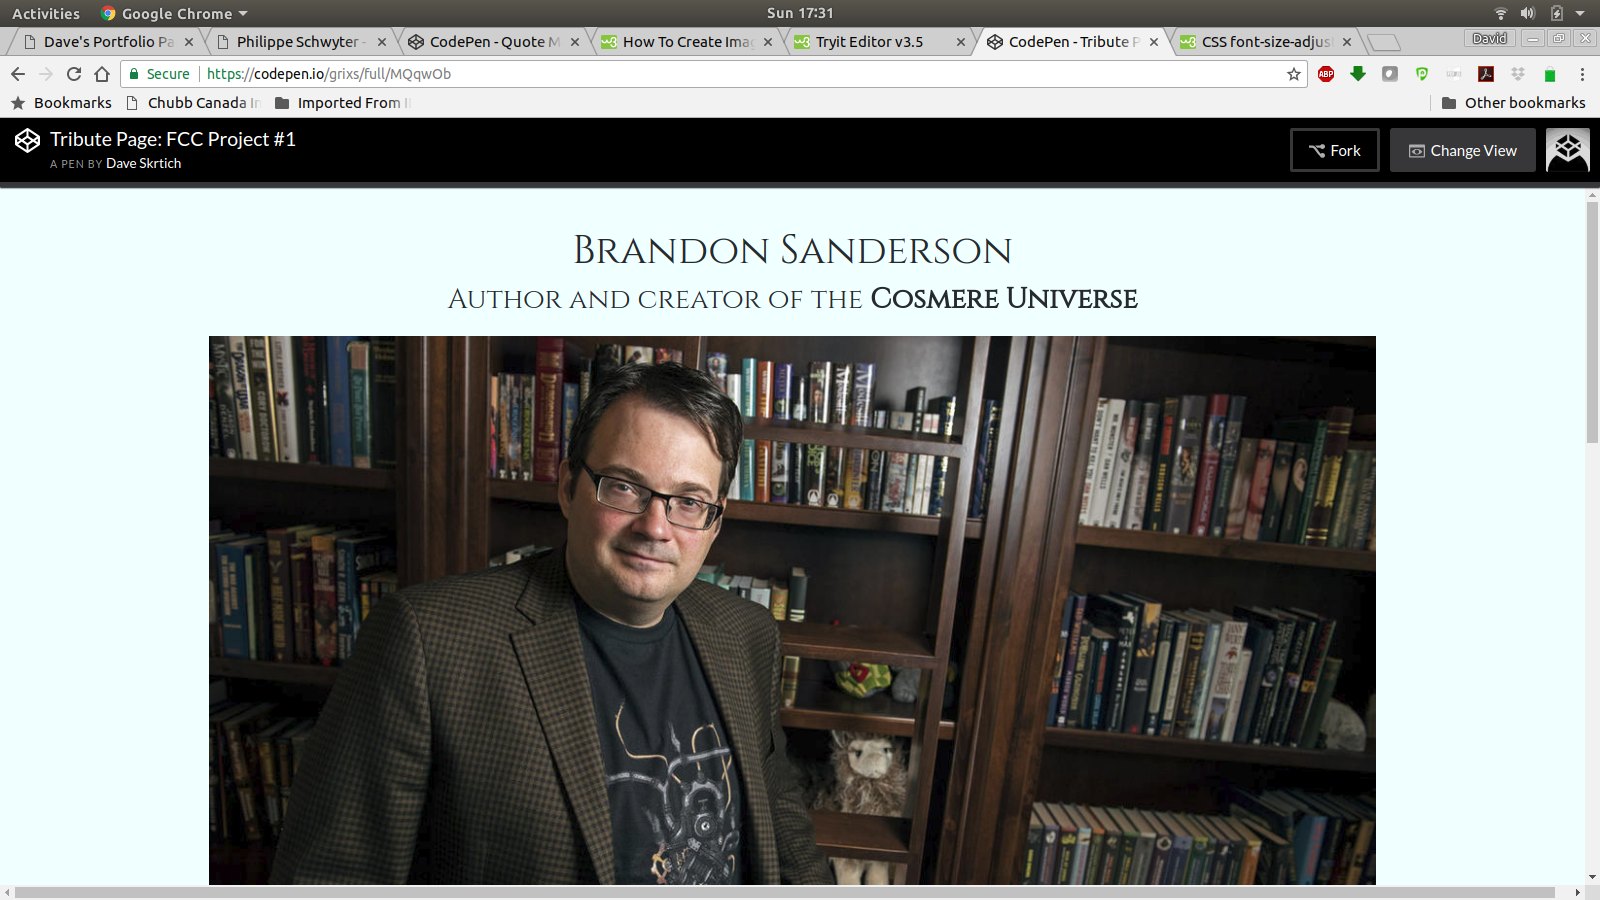 Activities Google Chrome Sun 17:31
Dave's Portfolio Pa Philippe Schwyter - CodePen - Quote M How To Create Imag Tryit Editor v3.5 CodePen - Tribute P CSS font-size-adjus David
Secure https://codepen.io/grixs/full/MQqwOb ABP
Bookmarks Chubb Canada In Imported From I Other bookmarks
Tribute Page: FCC Project #1
A PEN BY Dave Skrtich
Fork Change View
Brandon Sanderson
Author and creator of the Cosmere Universe